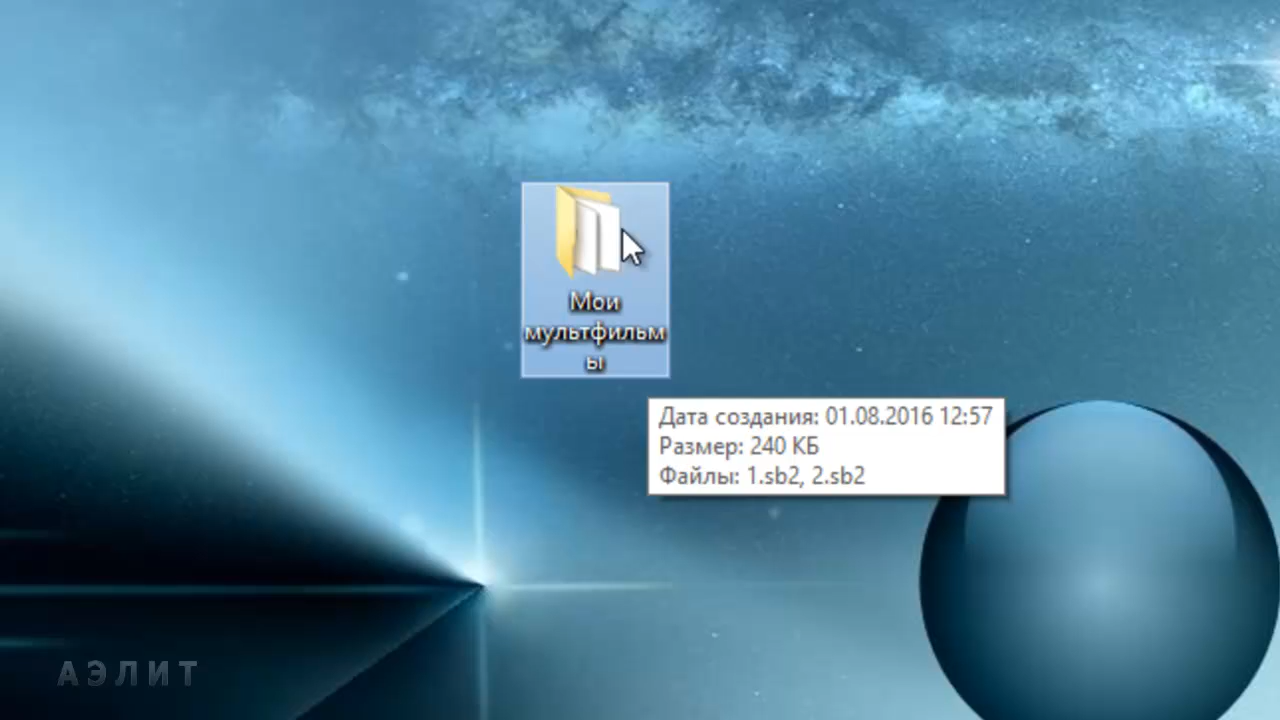 Мои
мультфильм
ы
Дата создания: 01.08.2016 12:57
Размер: 240 КБ
Файлы: 1.sb2, 2.sb2
АЭЛИТ